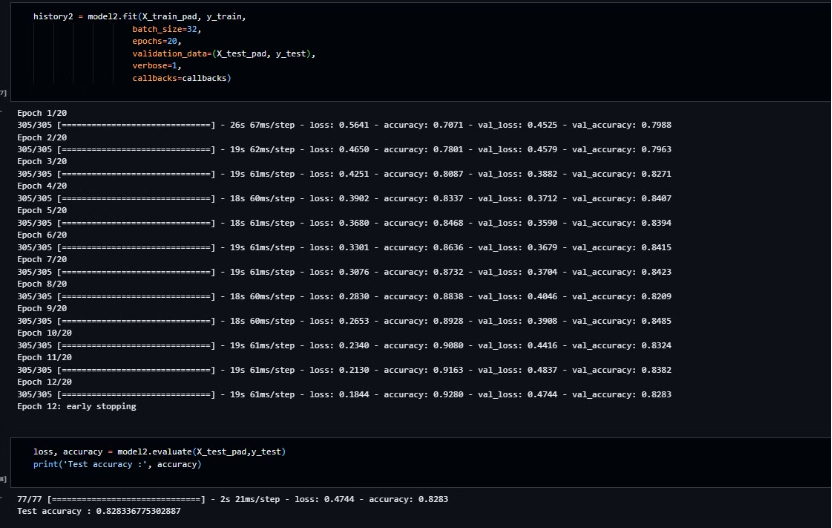 history2 = model2.fit(X_train_pad, y_train,
batch_size=32,
epochs=20,
validation_data=(X_test_pad, y_test),
verbose=1,
callbacks=callbacks)
7]
Epoch 1/20
305/305 [==============================] - 26s 67ms/step - loss: 0.5641 - accuracy: 0.7071 - val_loss: 0.4525 - val_accuracy: 0.7988
Epoch 2/20
305/305 [==============================] - 19s 62ms/step - loss: 0.4650 - accuracy: 0.7801 - val_loss: 0.4579 - val_accuracy: 0.7963
Epoch 3/20
305/305 [==============================] - 19s 61ms/step - loss: 0.4251 - accuracy: 0.8087 - val_loss: 0.3882 - val_accuracy: 0.8271
Epoch 4/20
305/305 [==============================] - 18s 60ms/step - loss: 0.3902 - accuracy: 0.8337 - val_loss: 0.3712 - val_accuracy: 0.8407
Epoch 5/20
305/305 [==============================] - 18s 61ms/step - loss: 0.3680 - accuracy: 0.8468 - val_loss: 0.3590 - val_accuracy: 0.8394
Epoch 6/20
305/305 [==============================] - 19s 61ms/step - loss: 0.3301 - accuracy: 0.8636 - val_loss: 0.3679 - val_accuracy: 0.8415
Epoch 7/20
305/305 [==============================] - 19s 61ms/step - loss: 0.3076 - accuracy: 0.8732 - val_loss: 0.3704 - val_accuracy: 0.8423
Epoch 8/20
305/305 [==============================] - 18s 60ms/step - loss: 0.2830 - accuracy: 0.8838 - val_loss: 0.4046 - val_accuracy: 0.8209
Epoch 9/20
305/305 [==============================] - 18s 60ms/step - loss: 0.2653 - accuracy: 0.8928 - val_loss: 0.3908 - val_accuracy: 0.8485
Epoch 10/20
305/305 [==============================] - 19s 61ms/step - loss: 0.2340 - accuracy: 0.9080 - val_loss: 0.4416 - val_accuracy: 0.8324
Epoch 11/20
305/305 [==============================] - 19s 61ms/step - loss: 0.2130 - accuracy: 0.9163 - val_loss: 0.4837 - val_accuracy: 0.8382
Epoch 12/20
305/305 [==============================] - 19s 61ms/step - loss: 0.1844 - accuracy: 0.9280 - val_loss: 0.4744 - val_accuracy: 0.8283
Epoch 12: early stopping
loss, accuracy = model2.evaluate(X_test_pad,y_test)
print('Test accuracy :', accuracy)
77/77 [==============================] - 2s 21ms/step - loss: 0.4744 - accuracy: 0.8283
Test accuracy : 0.828336775302887